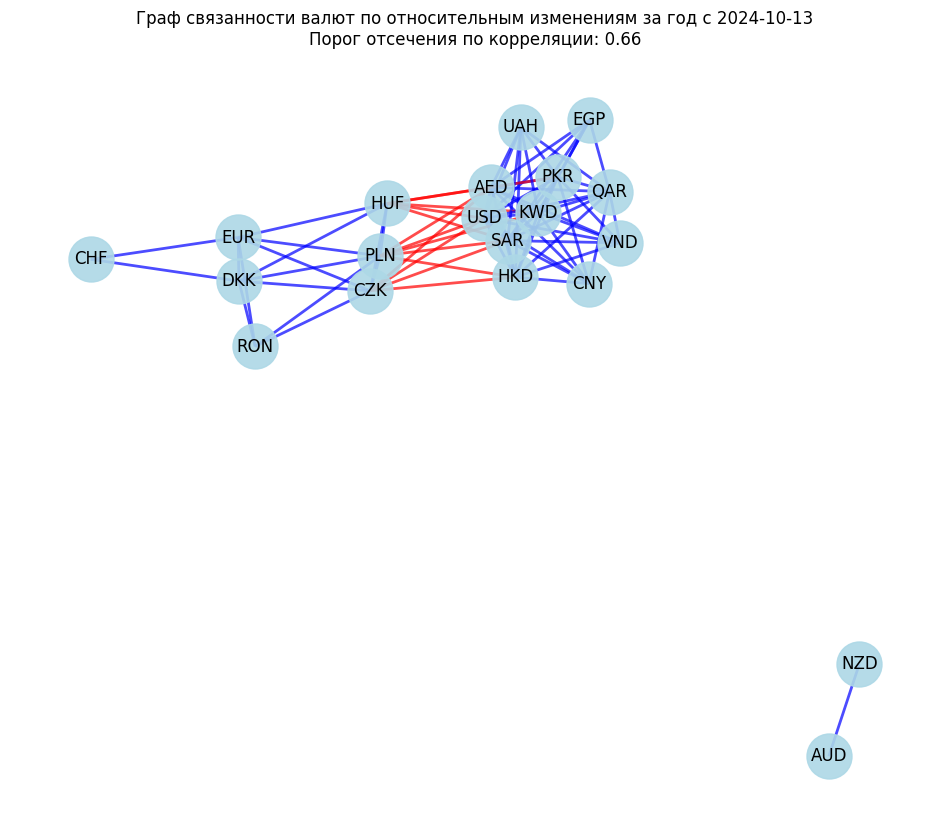 Граф связанности валют по относительным изменениям за год с 2024-10-13
Порог отсечения по корреляции: 0.66
UAH
EGP
PKR
AED
QAR
HUF
USD
KWD
EUR
SAR
VND
PLN
CHF
HKD
DKK
CNY
CZK
RON
NZD
AUD